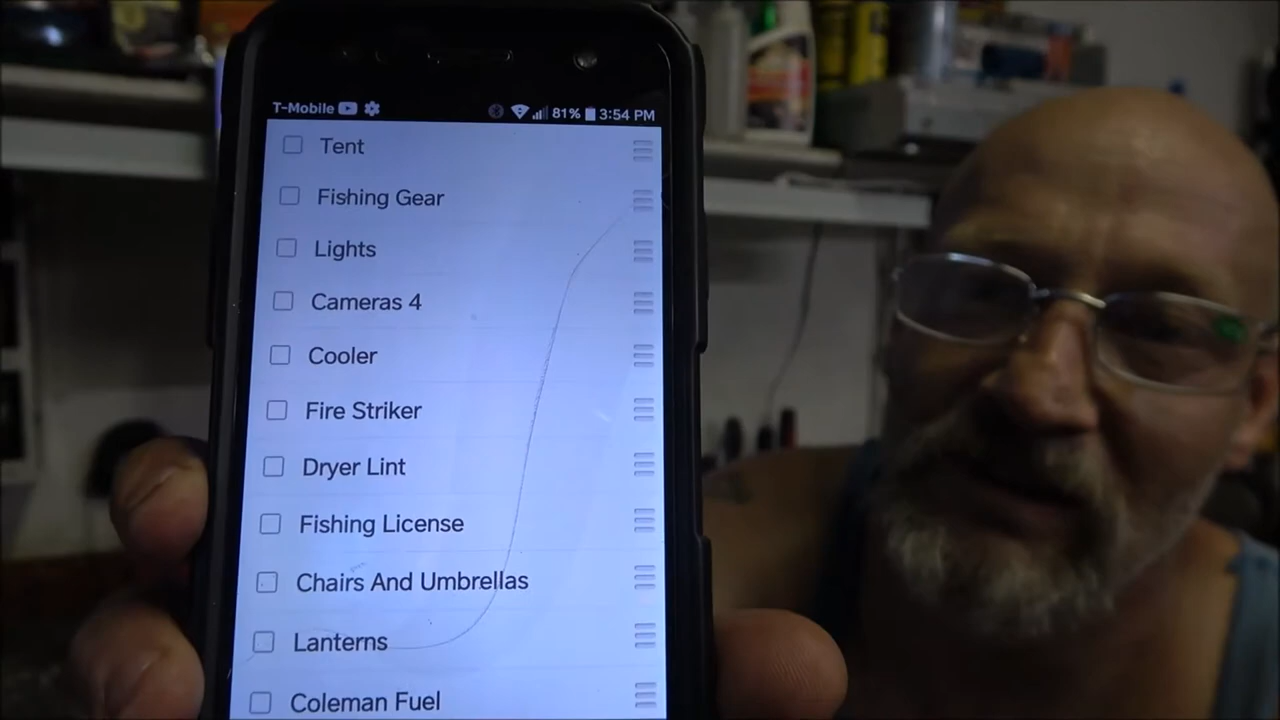 T-Mobile 81% 3:54 PM
Tent
Fishing Gear
Lights
Cameras 4
Cooler
Fire Striker
Dryer Lint
Fishing License
Chairs And Umbrellas
Lanterns
Coleman Fuel